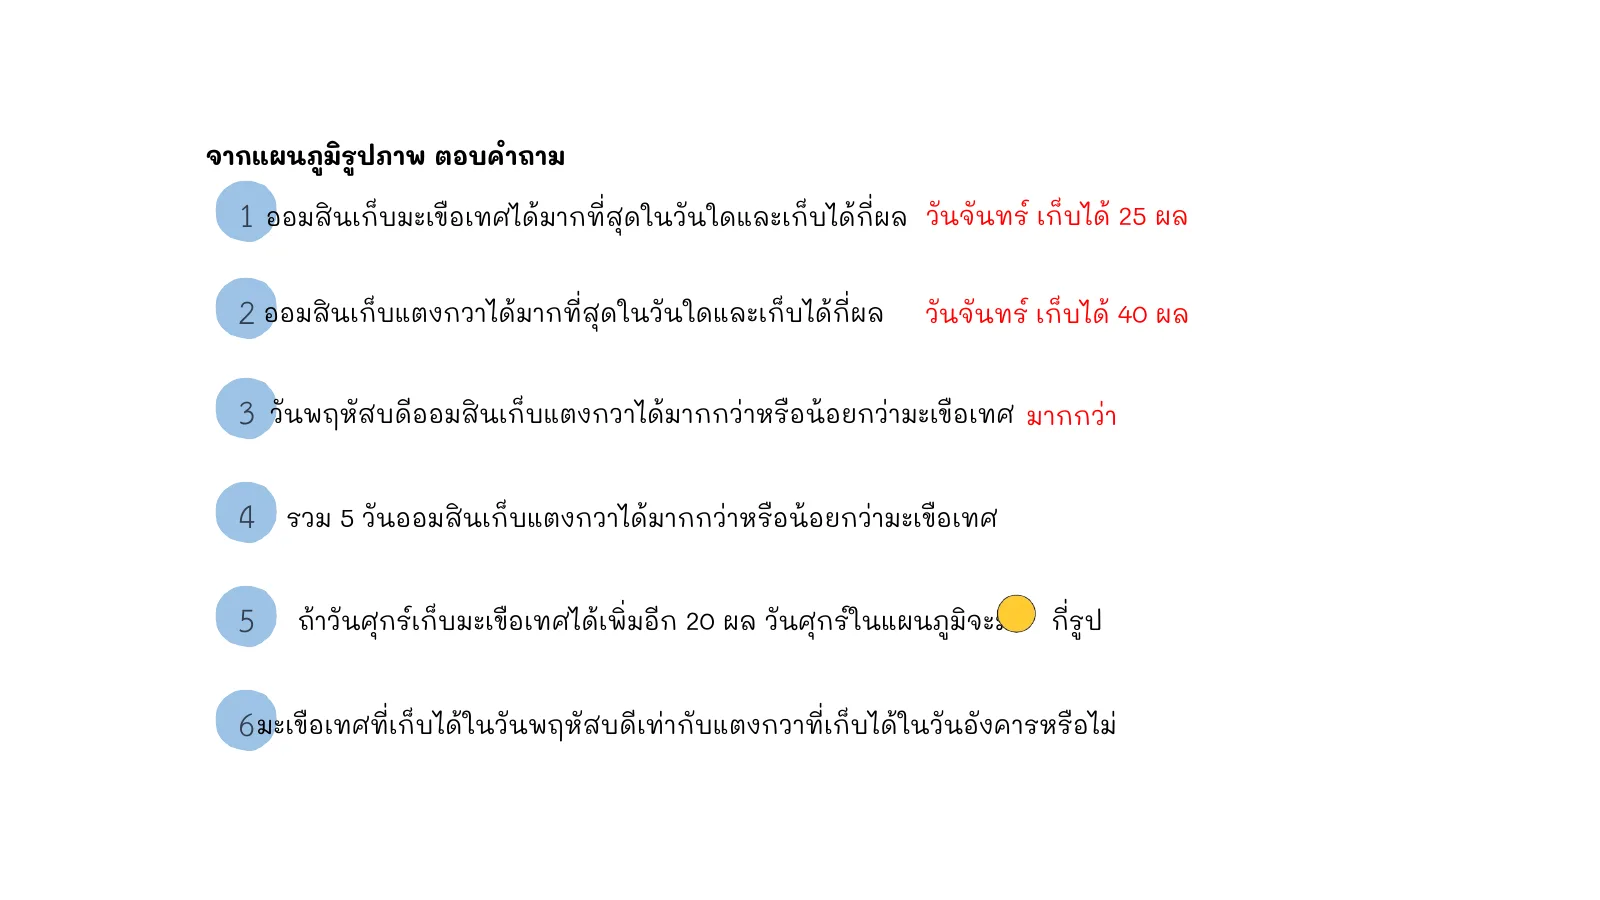 จากแผนภูมิรูปภาพ ตอบคำถาม
1 ออมสินเก็บมะเขือเทศได้มากที่สุดในวันใดและเก็บได้กี่ผล วันจันทร์ เก็บได้ 25 ผล
2 ออมสินเก็บแตงกวาได้มากที่สุดในวันใดและเก็บได้กี่ผล วันจันทร์ เก็บได้ 40 ผล
3 วันพฤหัสบดีออมสินเก็บแตงกวาได้มากกว่าหรือน้อยกว่ามะเขือเทศ มากกว่า
4 รวม 5 วันออมสินเก็บแตงกวาได้มากกว่าหรือน้อยกว่ามะเขือเทศ
5 ถ้าวันศุกร์เก็บมะเขือเทศได้เพิ่มอีก 20 ผล วันศุกร์ในแผนภูมิจะ กี่รูป
6 มะเขือเทศที่เก็บได้ในวันพฤหัสบดีเท่ากับแตงกวาที่เก็บได้ในวันอังคารหรือไม่